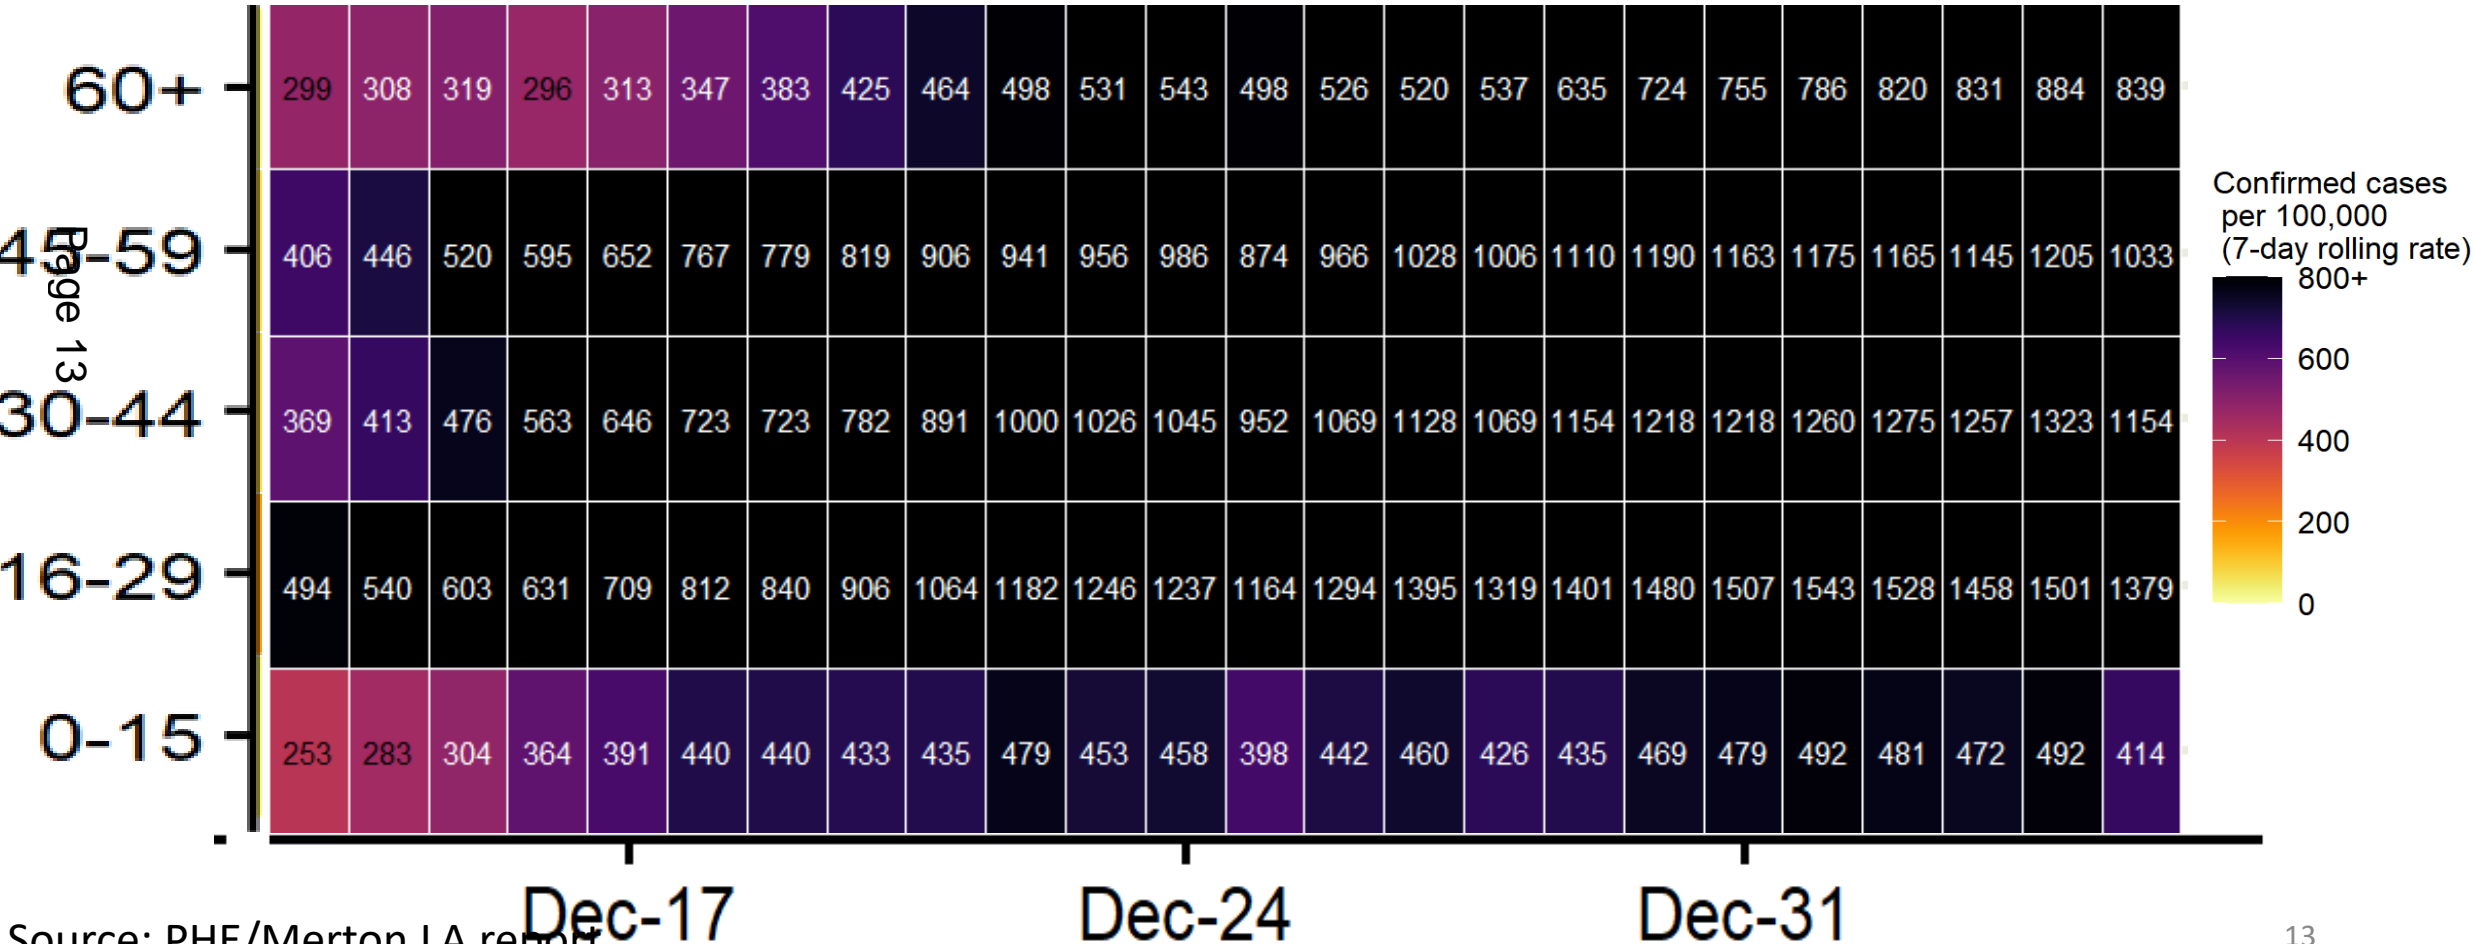 60+ 299 308 319 296 313 347 383 425 464 498 531 543 498 526 520 537 635 724 755 786 820 831 884 839
45-59 406 446 520 595 652 767 779 819 906 941 956 986 874 966 1028 1006 1110 1190 1163 1175 1165 1145 1205 1033
30-44 369 413 476 563 646 723 723 782 891 1000 1026 1045 952 1069 1128 1069 1154 1218 1218 1260 1275 1257 1323 1154
16-29 494 540 603 631 709 812 840 906 1064 1182 1246 1237 1164 1294 1395 1319 1401 1480 1507 1543 1528 1458 1501 1379
0-15 253 283 304 364 391 440 440 433 435 479 453 458 398 442 460 426 435 469 479 492 481 472 492 414
Dec-17 Dec-24 Dec-31
Page 13
Confirmed cases
per 100,000
(7-day rolling rate)
800+
600
400
200
0
Source: PHE/Merton LA report
13